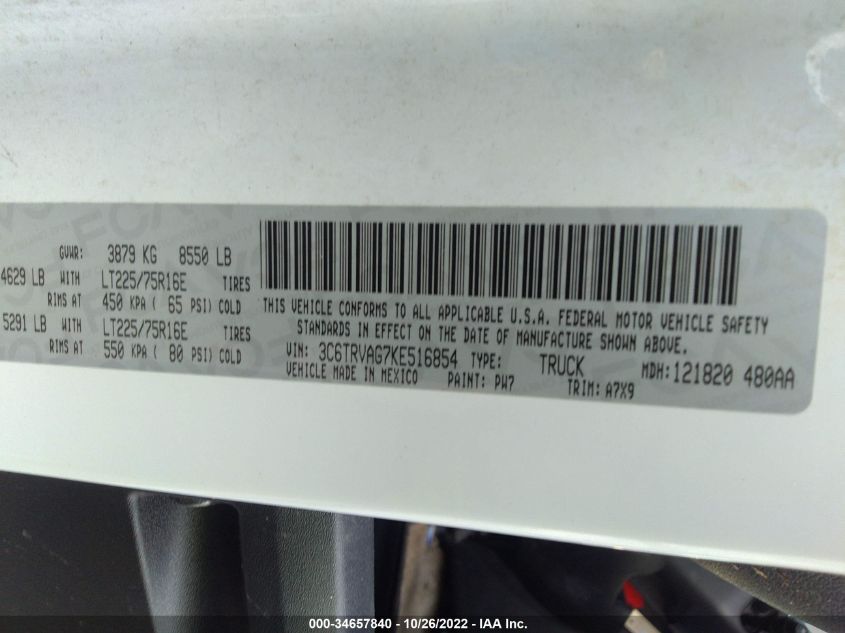 GVWR: 3879 KG 8550 LB
4629 LB WITH LT225/75R16E TIRES
RIMS AT 450 KPA ( 65 PSI) COLD
5291 LB WITH LT225/75R16E TIRES
RIMS AT 550 KPA ( 80 PSI) COLD
THIS VEHICLE CONFORMS TO ALL APPLICABLE U.S.A. FEDERAL MOTOR VEHICLE SAFETY
STANDARDS IN EFFECT ON THE DATE OF MANUFACTURE SHOWN ABOVE.
VIN: 3C6TRVAG7KE516854 TYPE: TRUCK MDH: 121820 480AA
VEHICLE MADE IN MEXICO PAINT: PW7 TRIM: A7X9
000-34657840 - 10/26/2022 - IAA Inc.